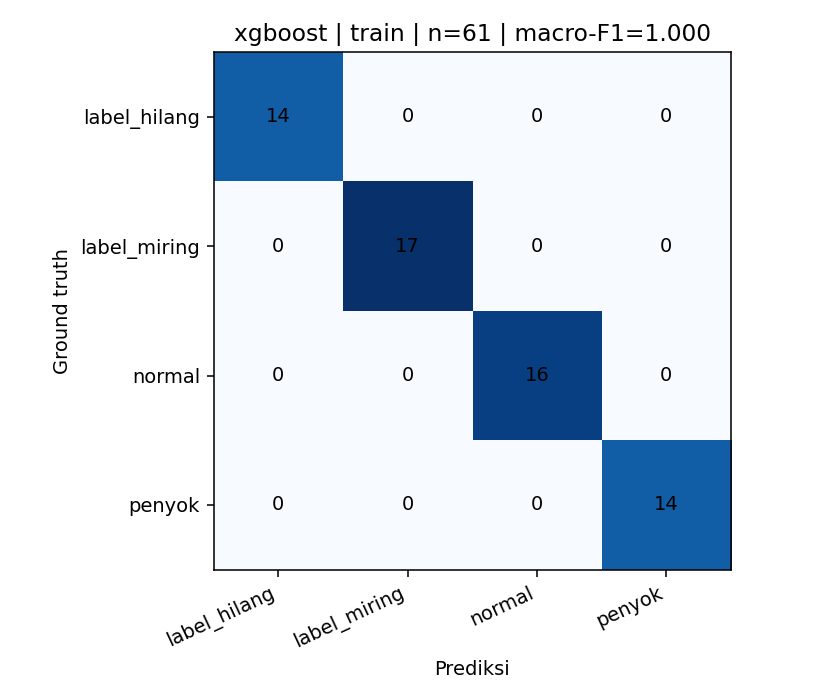 xgboost | train | n=61 | macro-F1=1.000
Ground truth
label_hilang 14 0 0 0
label_miring 0 17 0 0
normal 0 0 16 0
penyok 0 0 0 14
label_hilang label_miring normal penyok
Prediksi